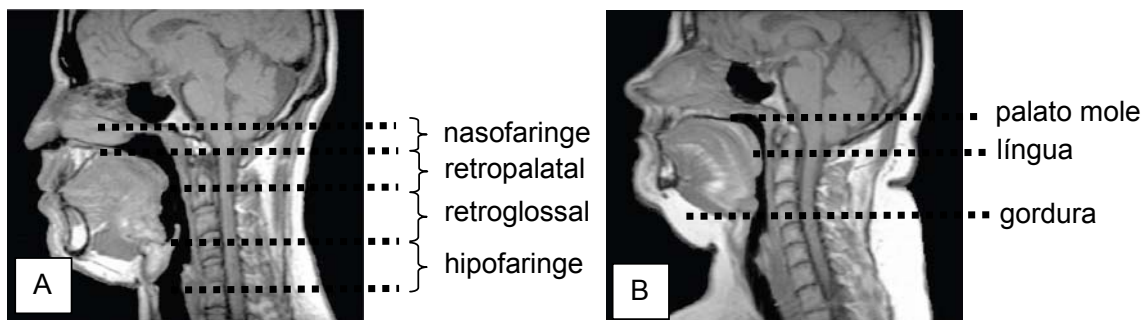 nasofaringe
retropalatal
retroglossal
hipofaringe
A
palato mole
língua
gordura
B